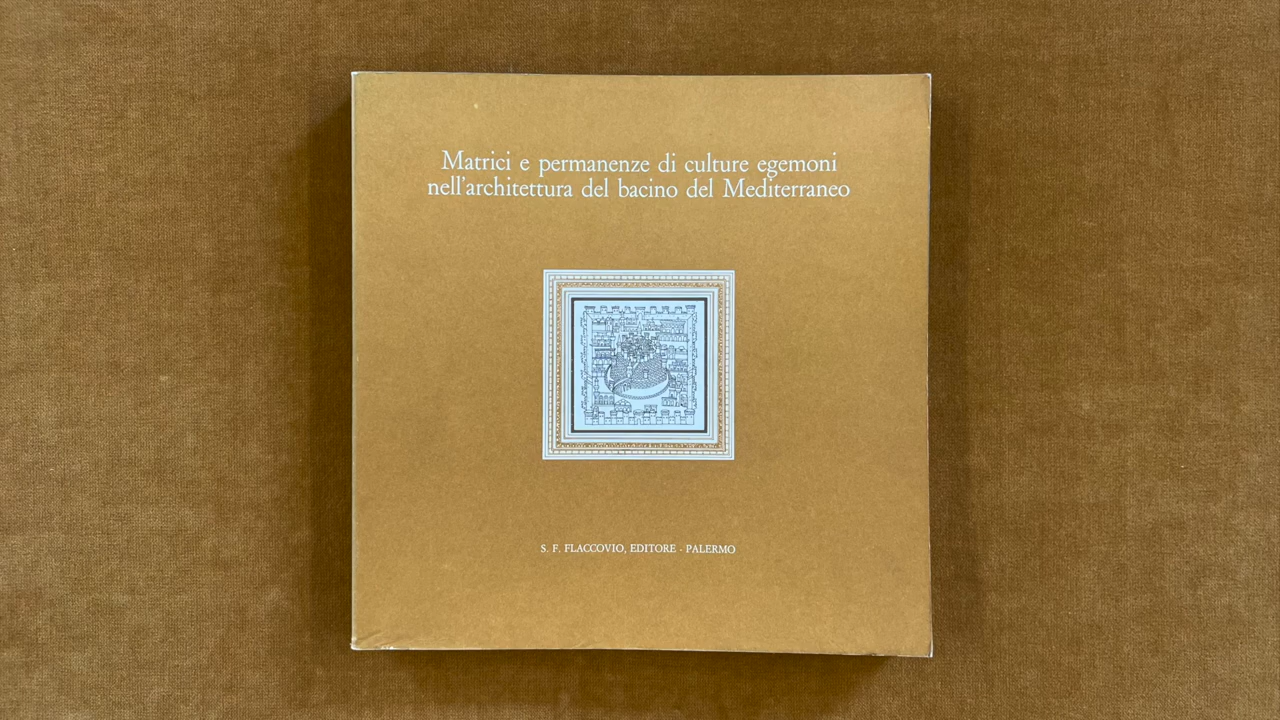 Matrici e permanenze di culture egemoni
nell'architettura del bacino del Mediterraneo
S. F. FLACCOVIO, EDITORE - PALERMO